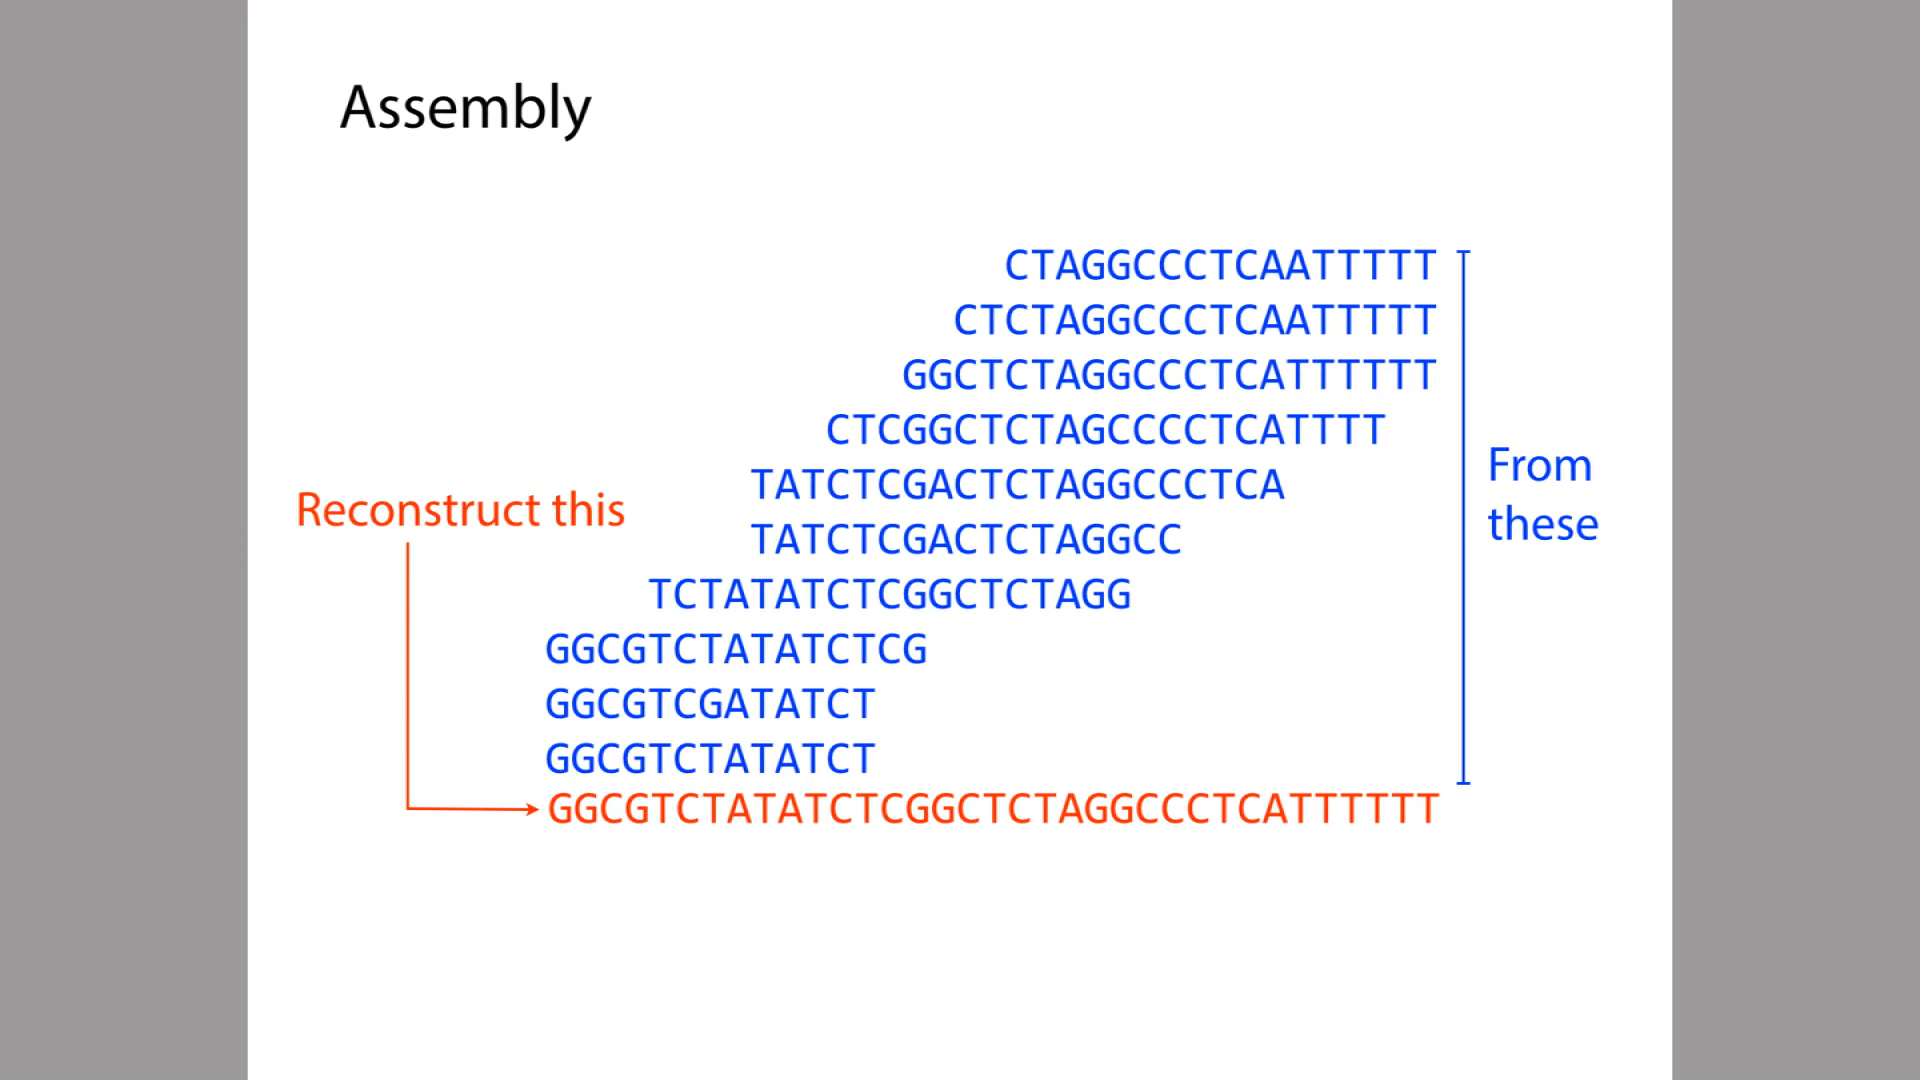 Assembly
CTAGGCCCTCAATTTTT
CTCTAGGCCCTCAATTTTT
GGCTCTAGGCCCTCATTTTTT
CTCGGCTCTAGCCCCTCATTTT
TATCTCGACTCTAGGCCCTCA
TATCTCGACTCTAGGCC
TCTATATCTCGGCTCTAGG
GGCGTCTATATCTCG
GGCGTCGATATCT
GGCGTCTATATCT
GGCGTCTATATCTCGGCTCTAGGCCCTCATTTTTT
Reconstruct this
From
these